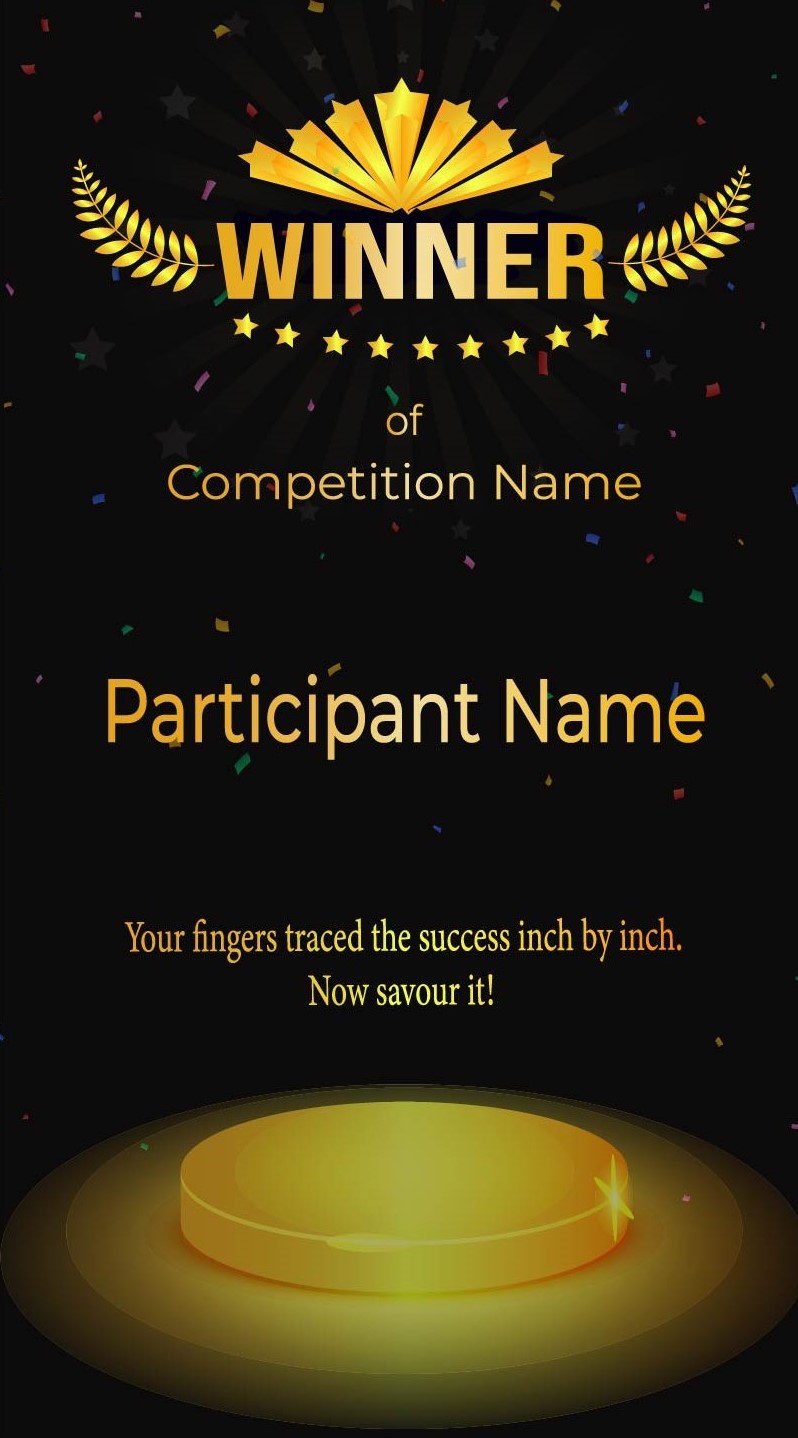 WINNER
of
Competition Name
Participant Name
Your fingers traced the success inch by inch.
Now savour it!